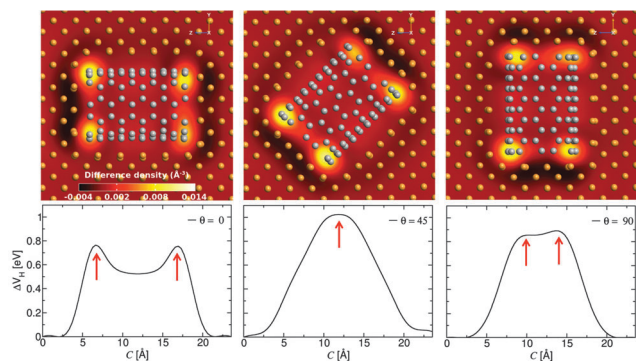 Z
Y
X
Z
Y
X
Z
Y
X
Difference density (Å⁻³)
-0.004 0.002 0.008 0.014
ΔV_H [eV]
1
0.8
0.6
0.4
0.2
0
θ = 0
θ = 45
θ = 90
0 5 10 15 20
0 5 10 15 20
0 5 10 15 20
C [Å]
C [Å]
C [Å]